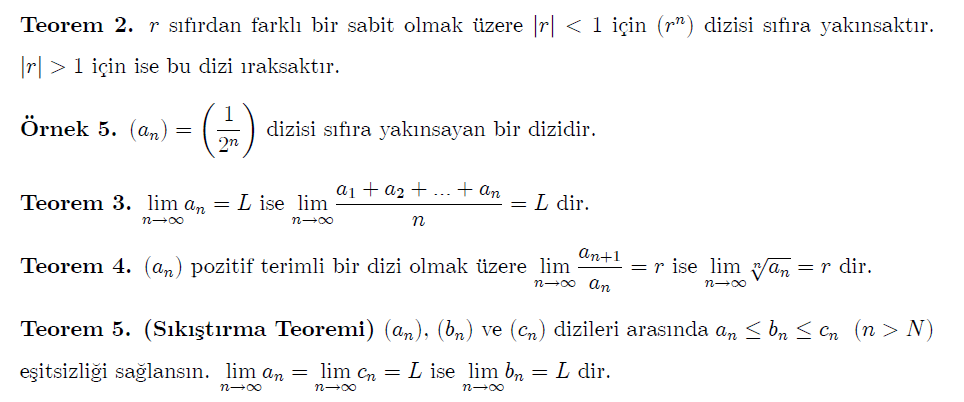 Teorem 2. r sıfırdan farklı bir sabit olmak üzere |r| < 1 için (rⁿ) dizisi sıfıra yakınsaktır.
|r| > 1 için ise bu dizi ıraksaktır.
Örnek 5. (aₙ) = (1/2ⁿ) dizisi sıfıra yakınsayan bir dizidir.
Teorem 3. lim_{n→∞} aₙ = L ise lim_{n→∞} (a₁ + a₂ + ... + aₙ)/n = L dir.
Teorem 4. (aₙ) pozitif terimli bir dizi olmak üzere lim_{n→∞} aₙ₊₁/aₙ = r ise lim_{n→∞} ⁿ√aₙ = r dir.
Teorem 5. (Sıkıştırma Teoremi) (aₙ), (bₙ) ve (cₙ) dizileri arasında aₙ ≤ bₙ ≤ cₙ (n > N)
eşitsizliği sağlansın. lim_{n→∞} aₙ = lim_{n→∞} cₙ = L ise lim_{n→∞} bₙ = L dir.